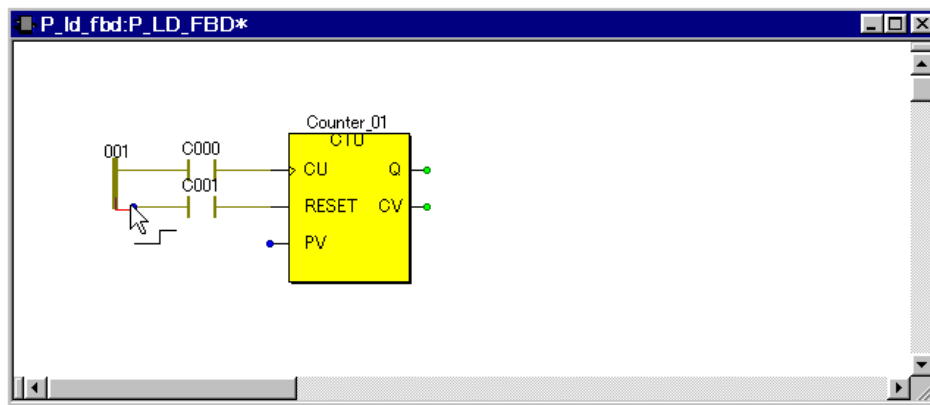 P_ld_fbd:P_LD_FBD*
Counter_01
CTU
001
C000
CU
Q
C001
RESET
CV
PV